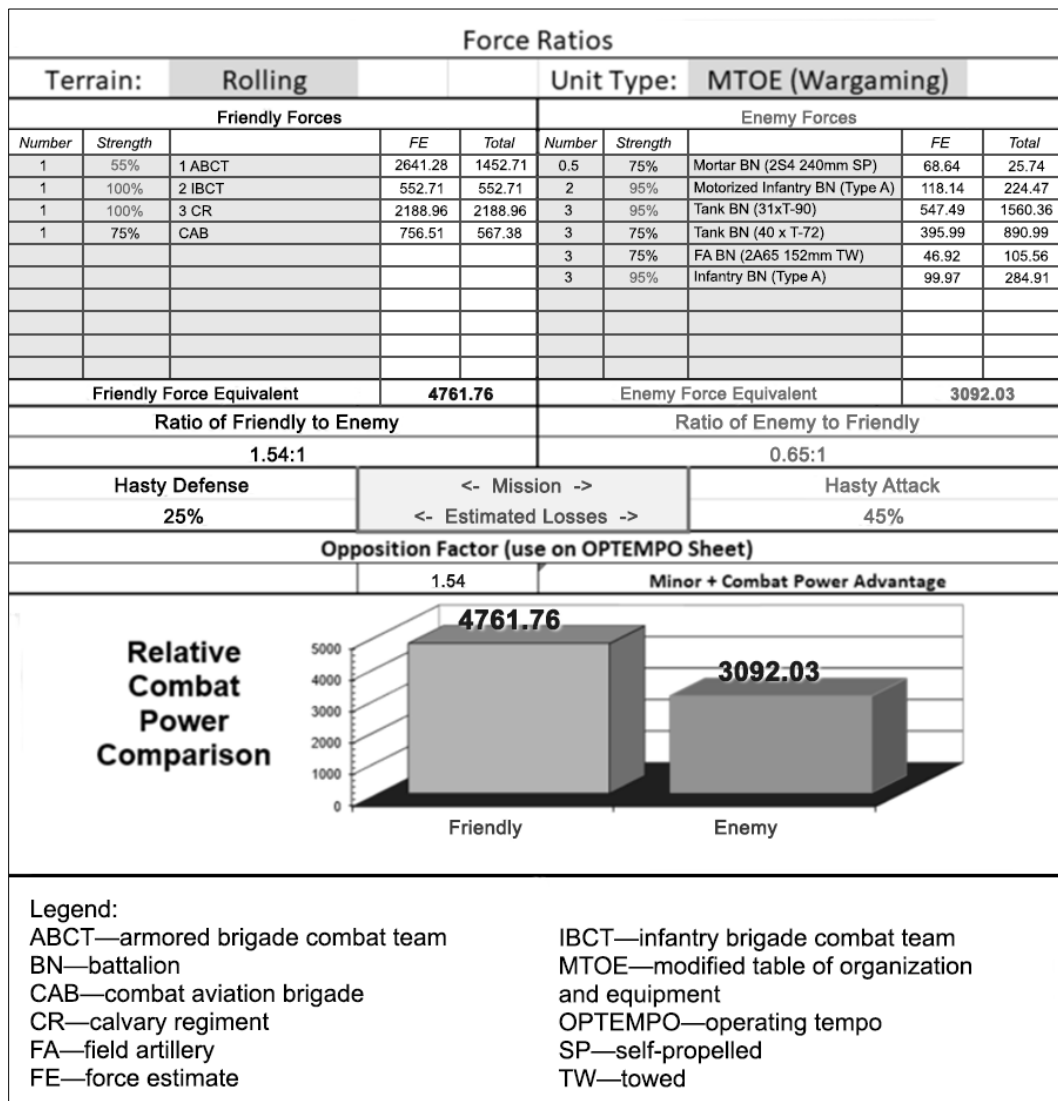 Force Ratios
Terrain: Rolling Unit Type: MTOE (Wargaming)
Friendly Forces Enemy Forces
Number Strength FE Total Number Strength FE Total
1 55% 1 ABCT 2641.28 1452.71 0.5 75% Mortar BN (2S4 240mm SP) 68.64 25.74
1 100% 2 IBCT 552.71 552.71 2 95% Motorized Infantry BN (Type A) 118.14 224.47
1 100% 3 CR 2188.96 2188.96 3 95% Tank BN (31xT-90) 547.49 1560.36
1 75% CAB 756.51 567.38 3 75% Tank BN (40 x T-72) 395.99 890.99
3 75% FA BN (2A65 152mm TW) 46.92 105.56
3 95% Infantry BN (Type A) 99.97 284.91
Friendly Force Equivalent 4761.76 Enemy Force Equivalent 3092.03
Ratio of Friendly to Enemy Ratio of Enemy to Friendly
1.54:1 0.65:1
Hasty Defense <- Mission -> Hasty Attack
25% <- Estimated Losses -> 45%
Opposition Factor (use on OPTEMPO Sheet)
1.54 Minor + Combat Power Advantage
Relative
Combat
Power
Comparison
5000
4000
3000
2000
1000
0
4761.76
3092.03
Friendly Enemy
Legend:
ABCT—armored brigade combat team
BN—battalion
CAB—combat aviation brigade
CR—calvary regiment
FA—field artillery
FE—force estimate
IBCT—infantry brigade combat team
MTOE—modified table of organization
and equipment
OPTEMPO—operating tempo
SP—self-propelled
TW—towed